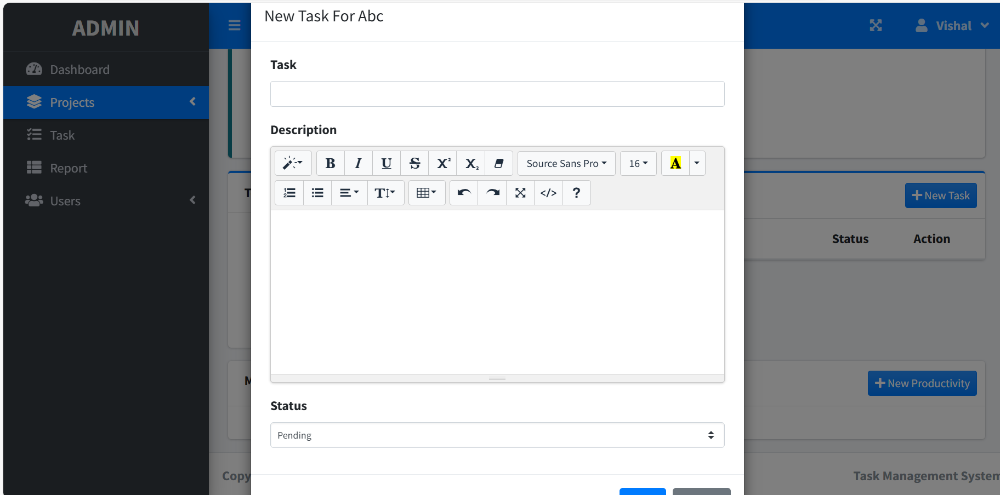 ADMIN
Dashboard
Projects
Task
Report
Users
Vishal
New Task For Abc
Task
Description
B I U S X² X₂ Source Sans Pro 16 A
T </> ?
Status
Pending
T
New Task
Status Action
M
New Productivity
Copy
Task Management System